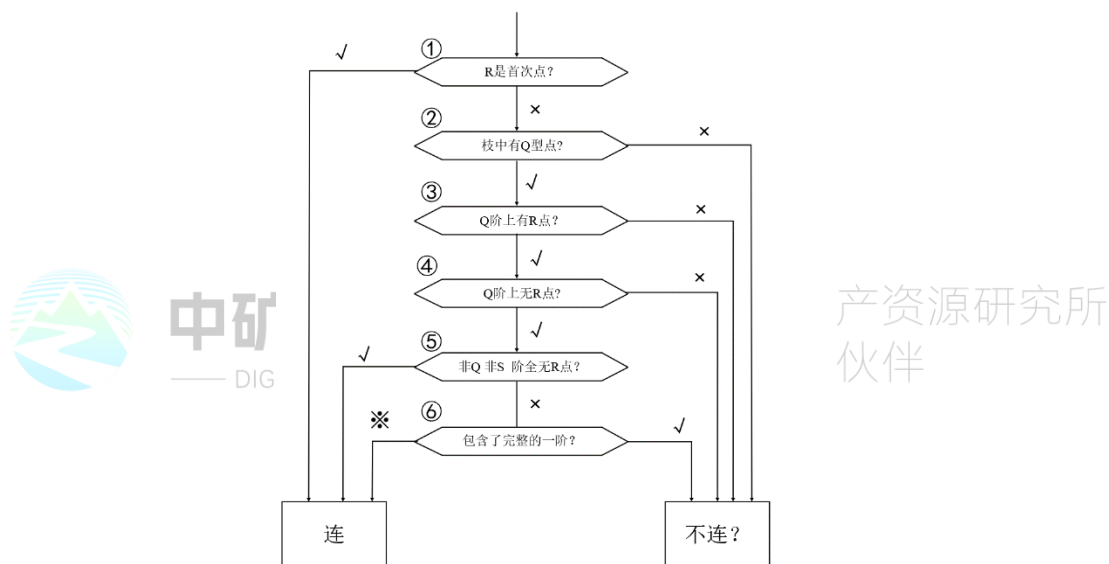 √
①
R是首次点？
×
②
×
枝中有Q型点?
√
③
×
Q阶上有R点？
√
④
×
Q阶上无R点?
√
中矿
产资源研究所
⑤
√
非Q 非S 阶全无R点？
伙伴
DIG
×
⑥
※
√
包含了完整的一阶？
连
不连？